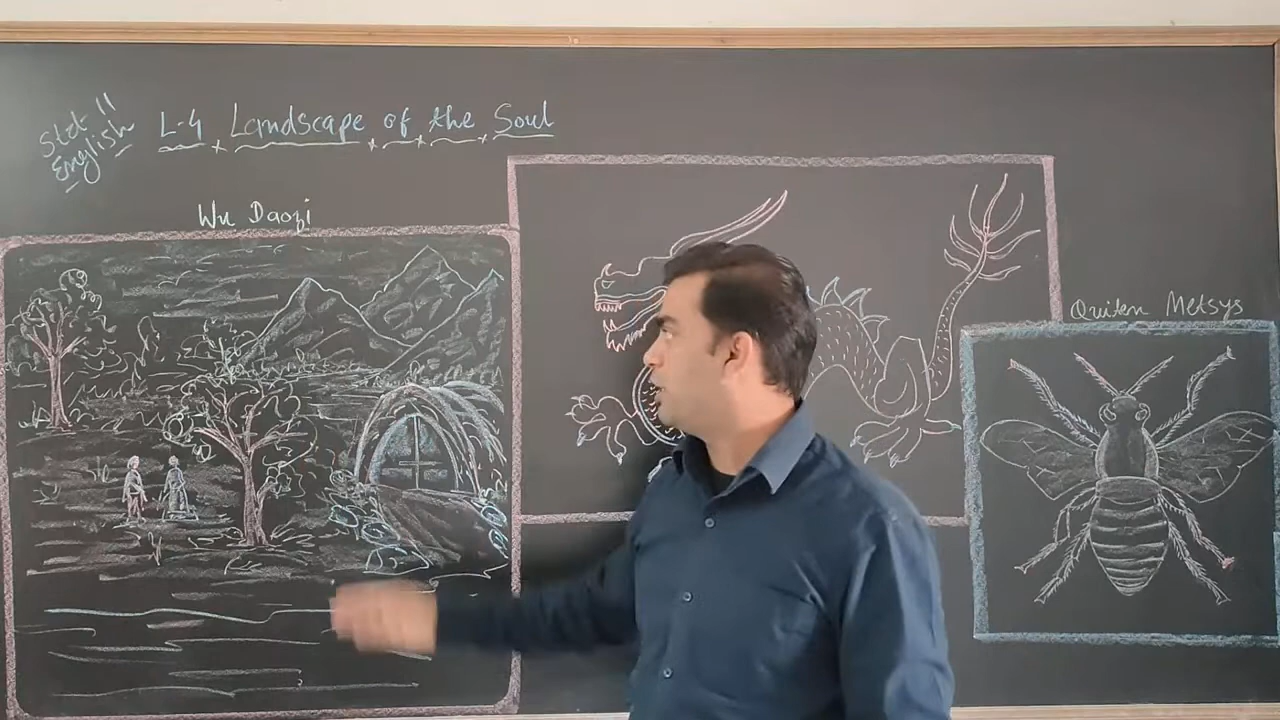 Std-11
English
L-4 Landscape of the Soul
Wu Daozi
Quiten Metsys